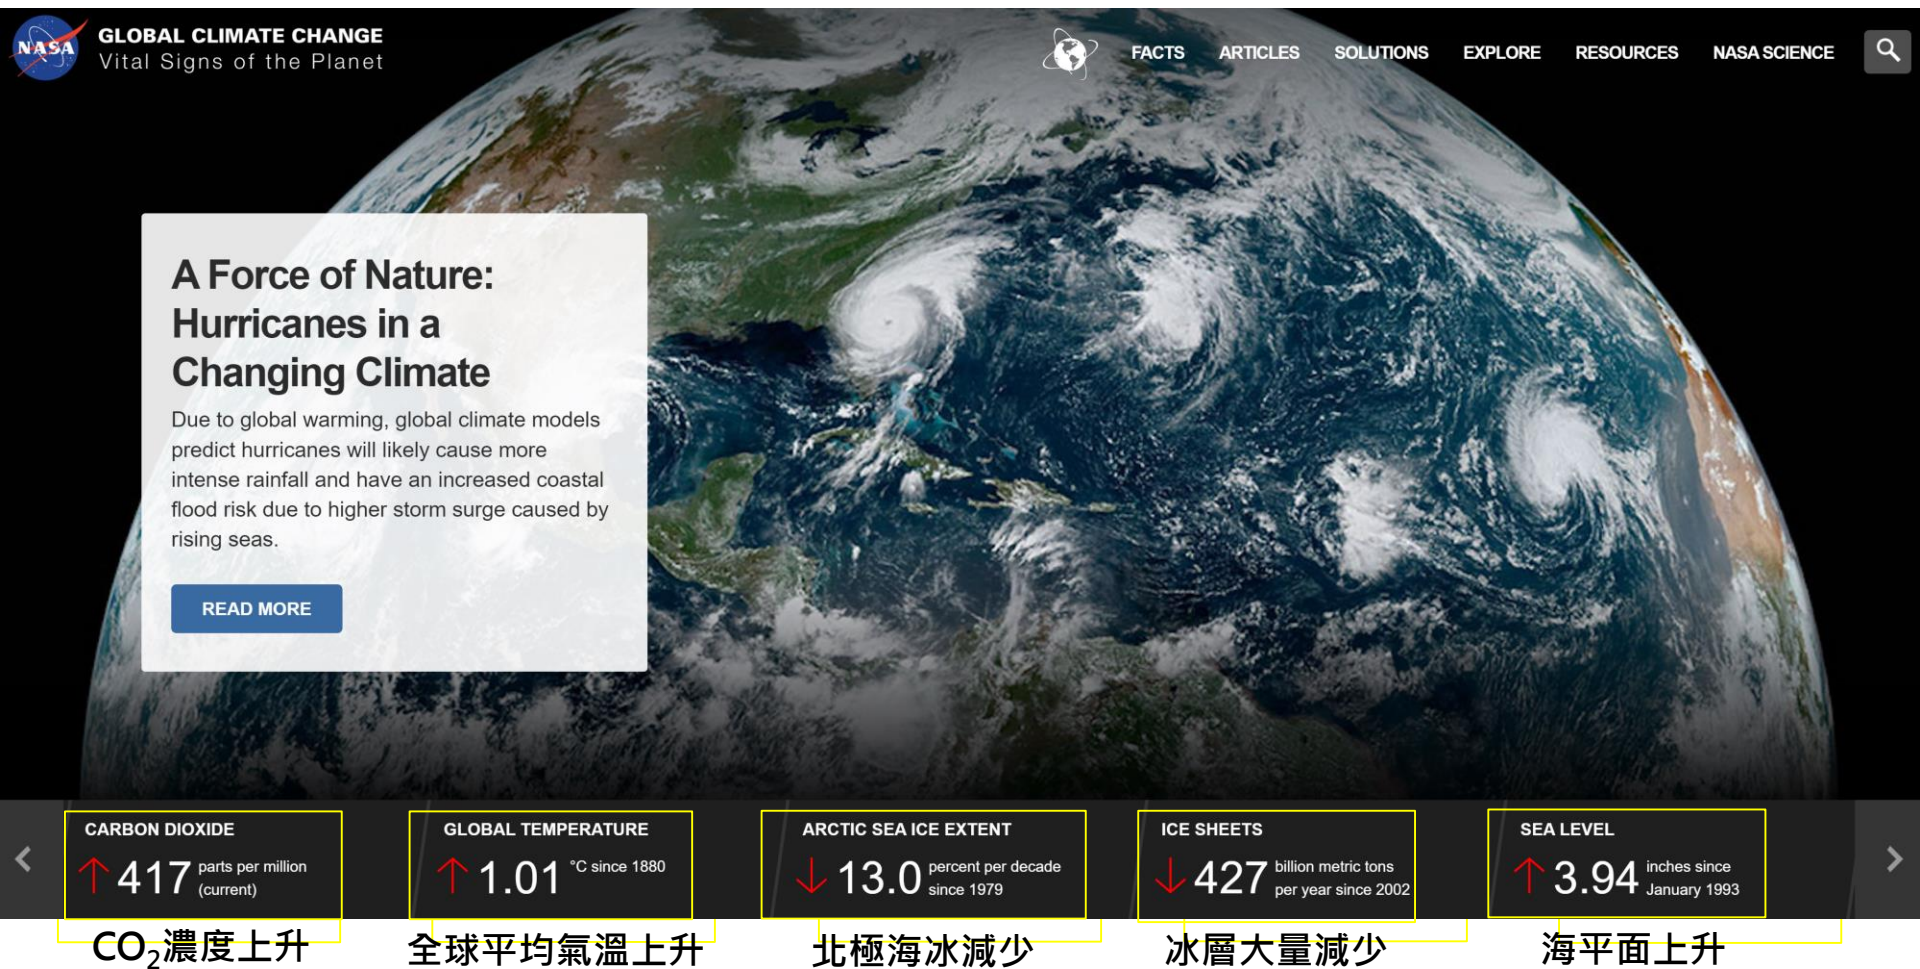 NASA
GLOBAL CLIMATE CHANGE
Vital Signs of the Planet
FACTS ARTICLES SOLUTIONS EXPLORE RESOURCES NASA SCIENCE
A Force of Nature:
Hurricanes in a
Changing Climate
Due to global warming, global climate models
predict hurricanes will likely cause more
intense rainfall and have an increased coastal
flood risk due to higher storm surge caused by
rising seas.
READ MORE
CARBON DIOXIDE
↑ 417 parts per million
(current)
GLOBAL TEMPERATURE
↑ 1.01 °C since 1880
ARCTIC SEA ICE EXTENT
↓ 13.0 percent per decade
since 1979
ICE SHEETS
↓ 427 billion metric tons
per year since 2002
SEA LEVEL
↑ 3.94 inches since
January 1993
CO₂濃度上升
全球平均氣溫上升
北極海冰減少
冰層大量減少
海平面上升